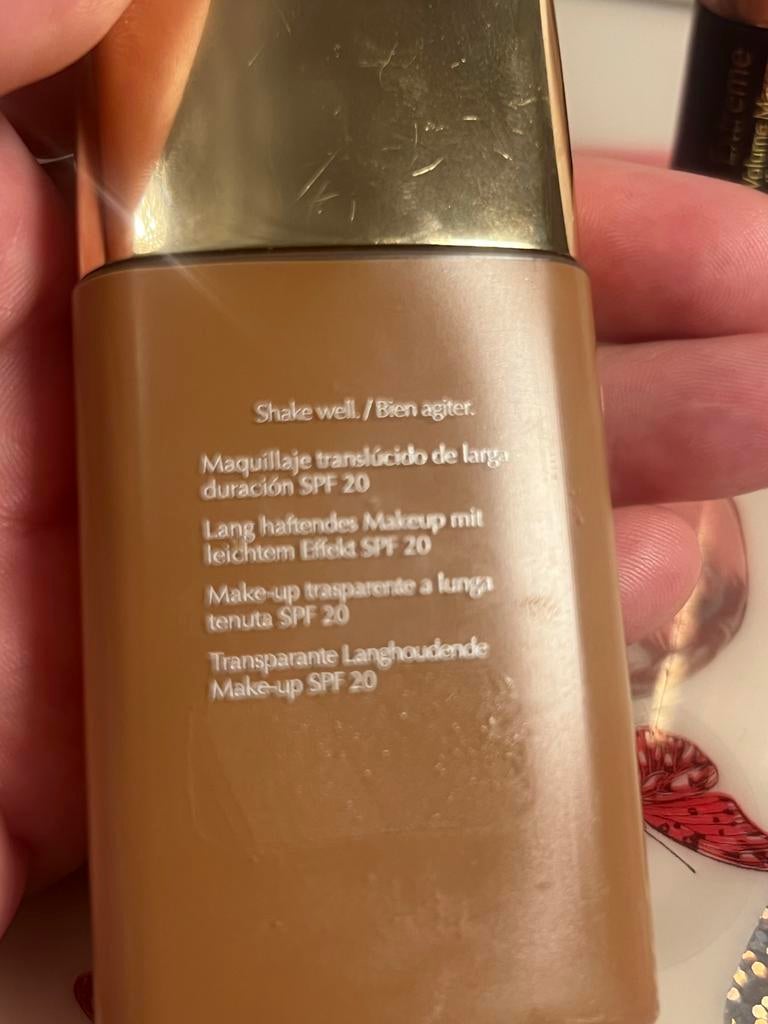 Shake well. / Bien agiter.
Maquillaje translúcido de larga
duración SPF 20
Lang haftendes Makeup mit
leichtem Effekt SPF 20
Make-up trasparente a lunga
tenuta SPF 20
Transparante Langhoudende
Make-up SPF 20
Volume